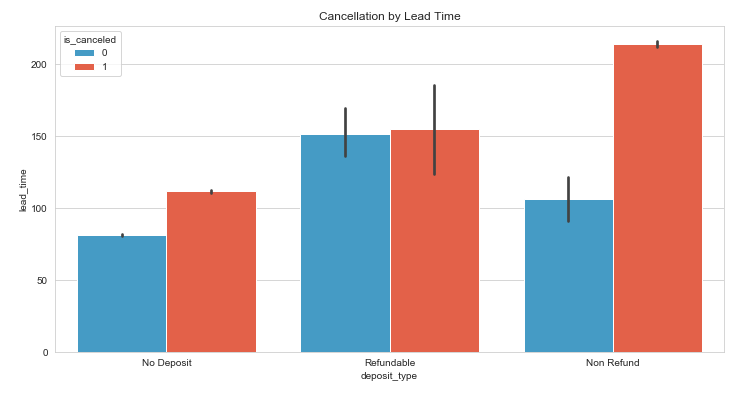 Cancellation by Lead Time
is_canceled
0
1
lead_time
200
150
100
50
0
No Deposit
Refundable
Non Refund
deposit_type